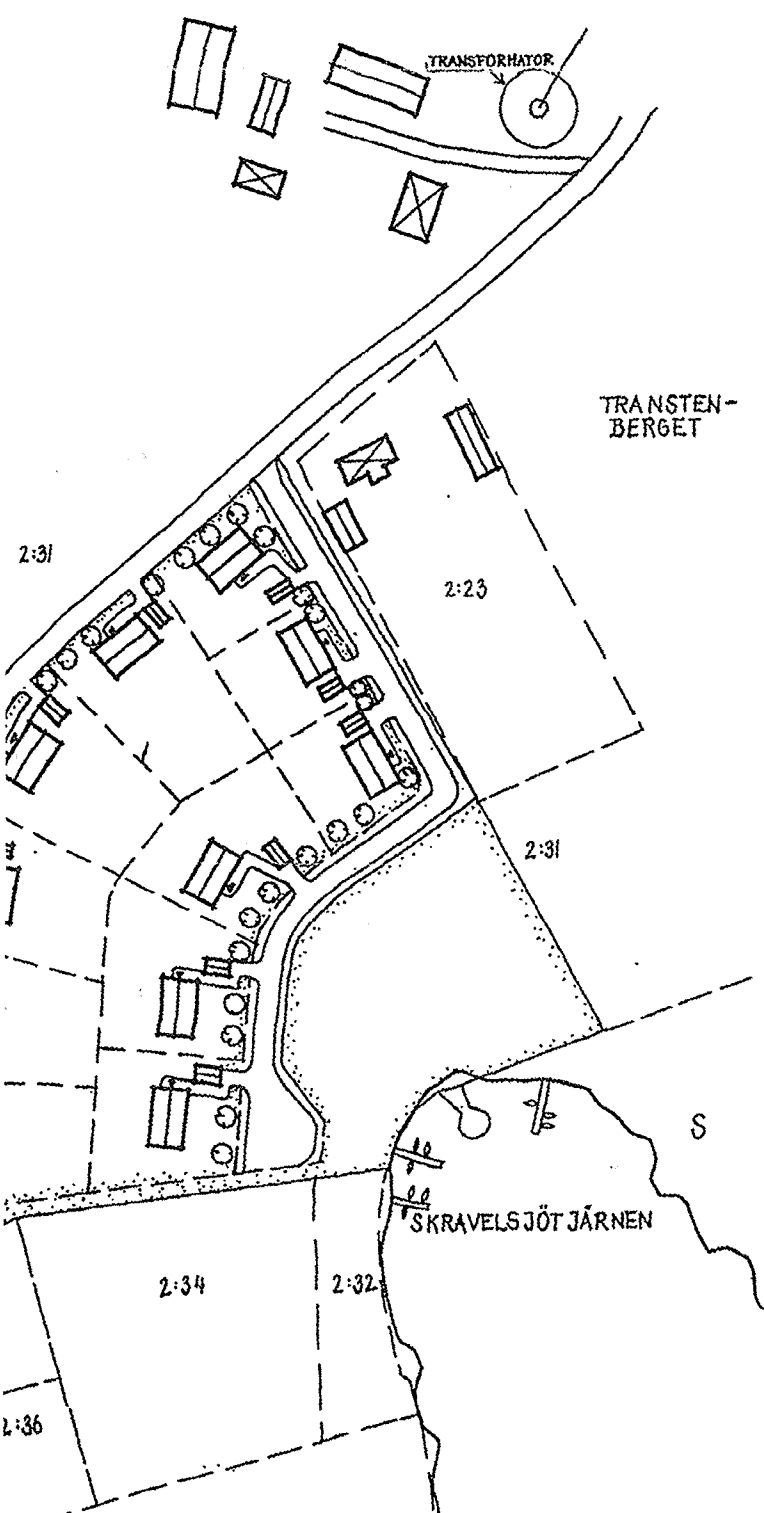 TRANSFORMATOR
TRANSTEN-
BERGET
2:31
2:23
2:31
S
SKRAVELSJÖTJÄRNEN
2:34
2:32
2:36